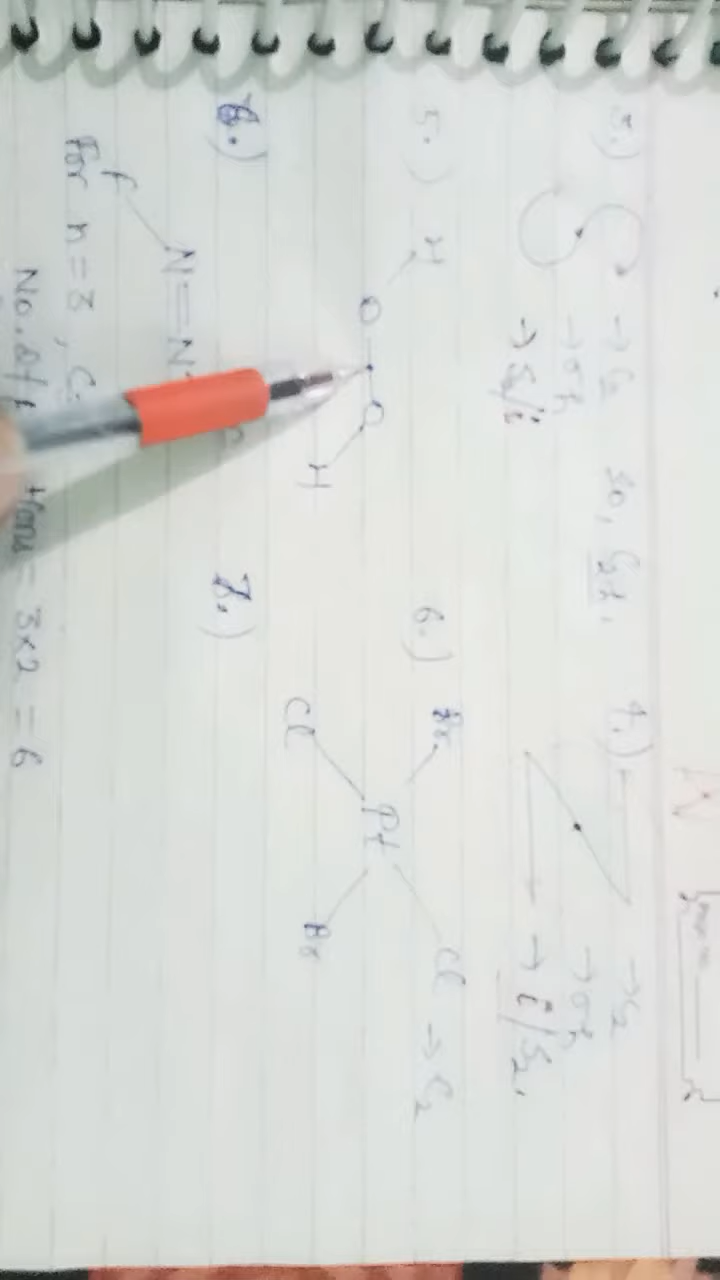 3.) → C2 so, C2h, 4.) → C2
→ σh → σh
→ S2/i → i/S2,
5.) H O O H 6.) Br Cl → C2
Pt
Cl Br
6.) F N=N 7.)
For n=3,
No. of = 3×2 = 6